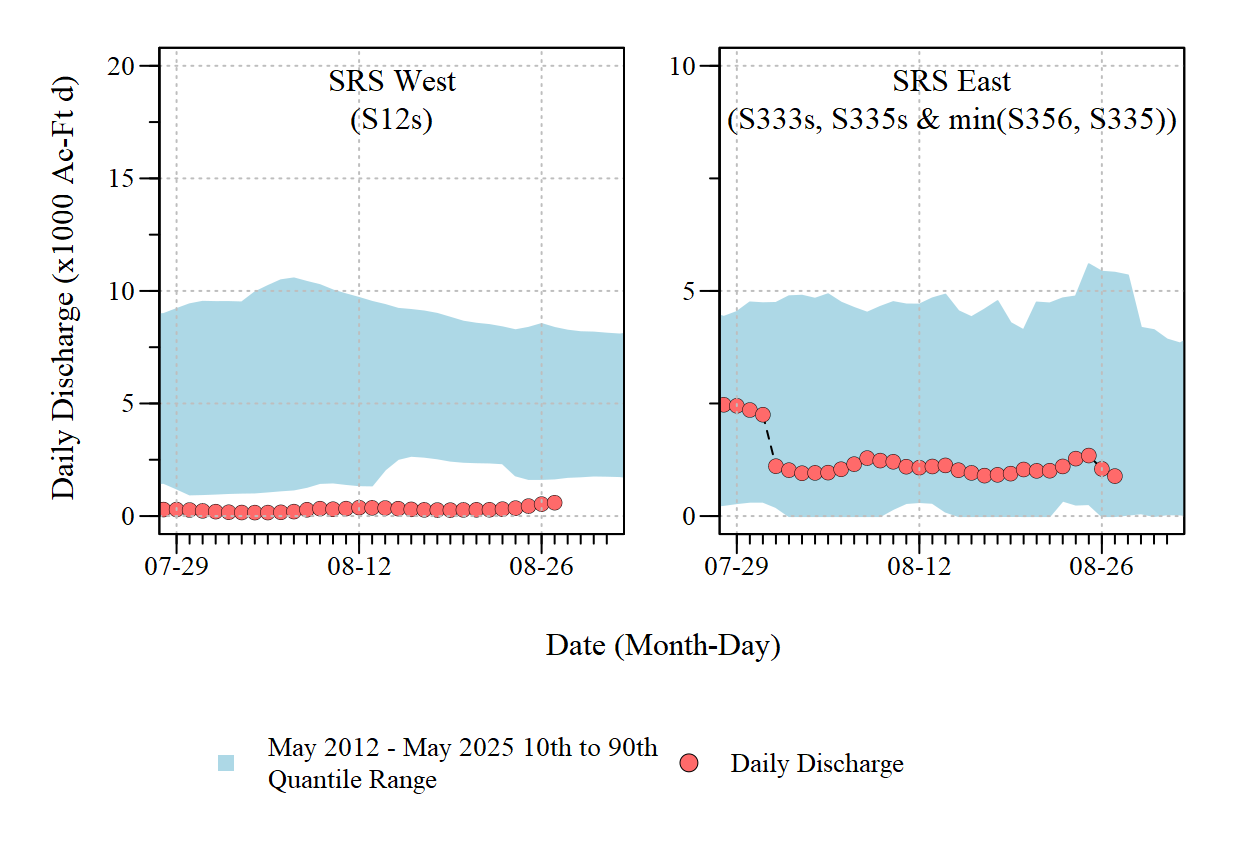 SRS West
(S12s)
20
15
10
5
0
Daily Discharge (x1000 Ac-Ft d)
07-29
08-12
08-26
SRS East
(S333s, S335s & min(S356, S335))
10
5
0
07-29
08-12
08-26
Date (Month-Day)
May 2012 - May 2025 10th to 90th
Quantile Range
Daily Discharge